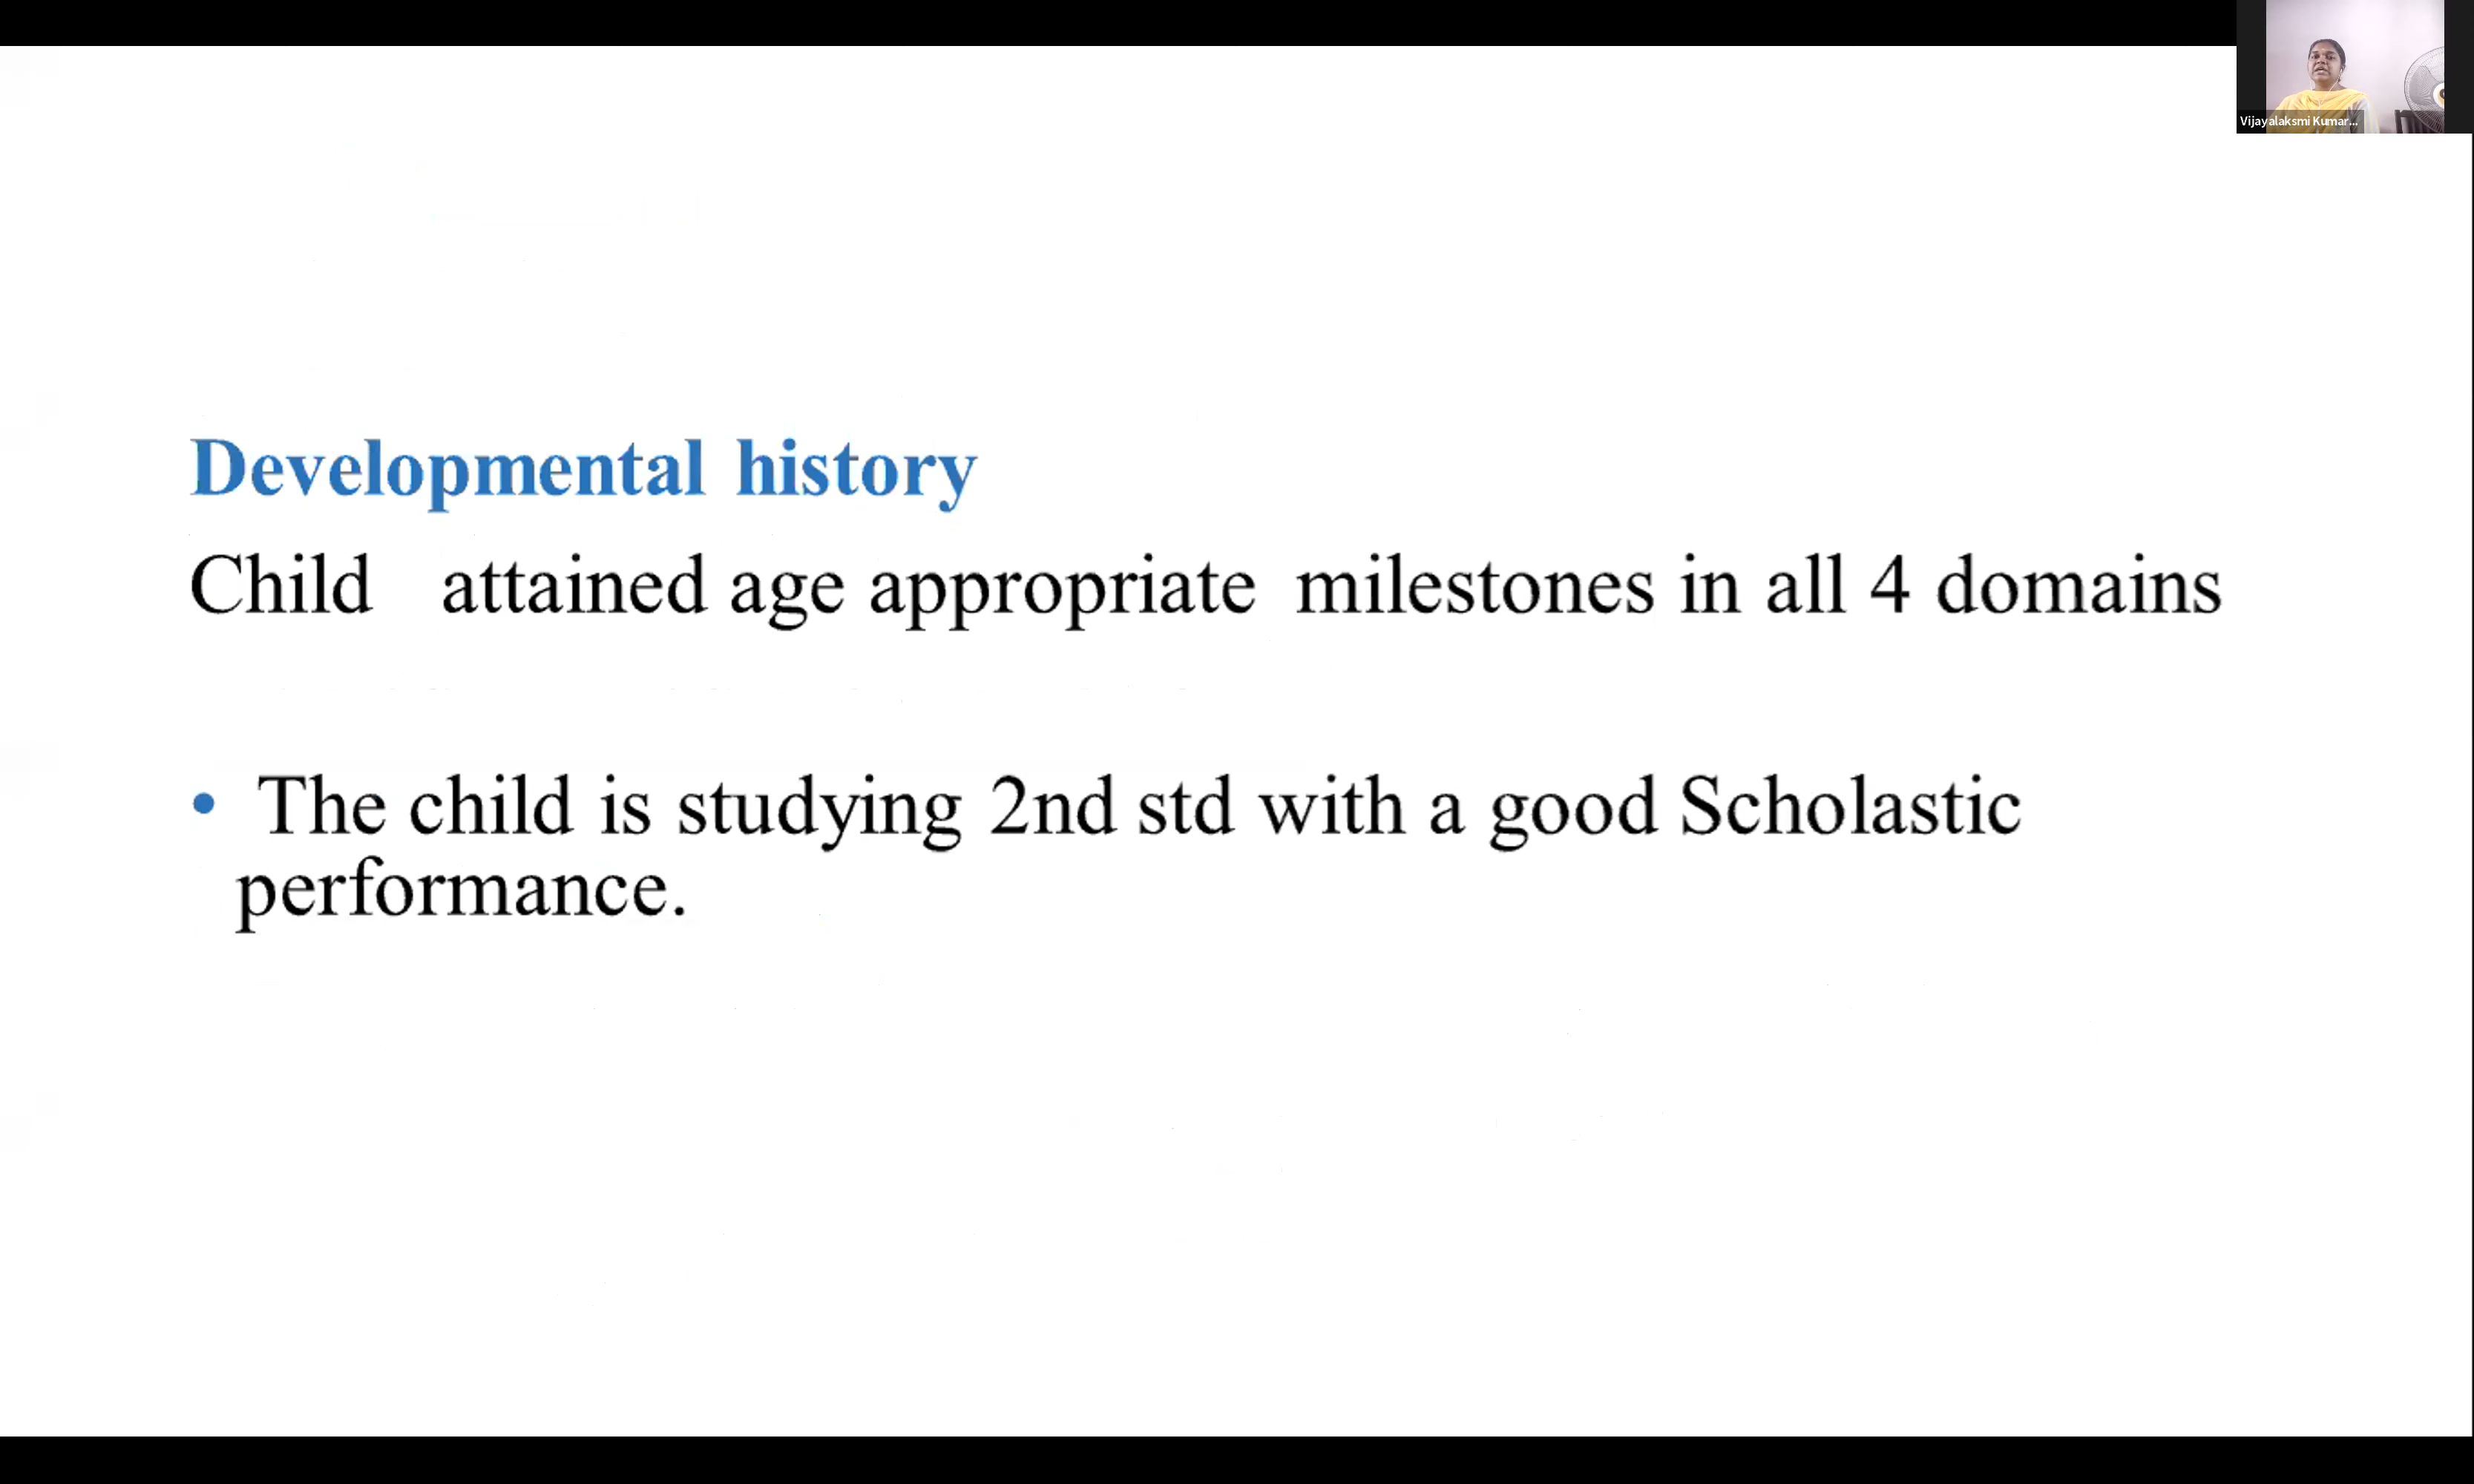 Vijayalaksmi Kumar...
Developmental history
Child attained age appropriate milestones in all 4 domains
• The child is studying 2nd std with a good Scholastic
performance.